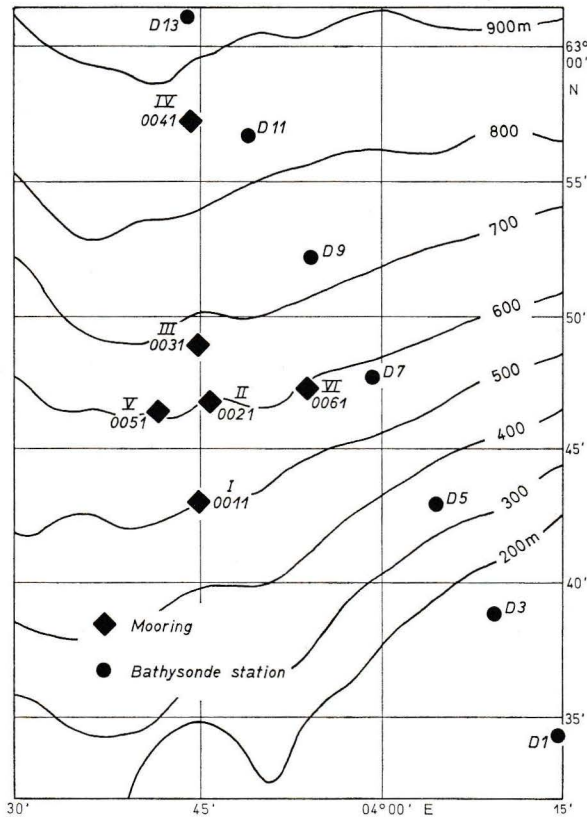 D13
900m
63°
00'
N
IV
0041
D11
800
55'
D9
700
50'
III
0031
600
D7
V
0051
II
0021
VI
0061
500
45'
400
I
0011
D5
300
200m
40'
Mooring
D3
Bathysonde station
35'
D1
30'
45'
04°00' E
15'